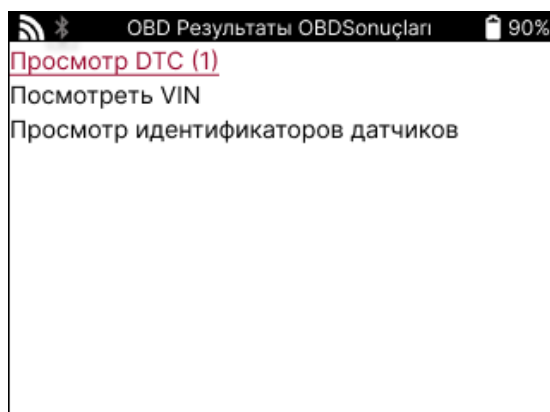 OBD Результаты OBDSonuçları 90%
Просмотр DTC (1)
Посмотреть VIN
Просмотр идентификаторов датчиков